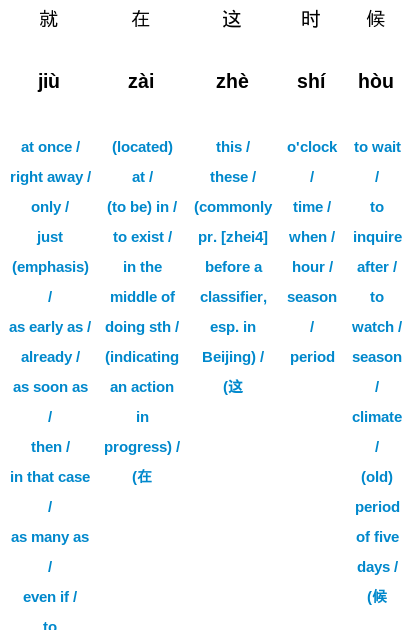 就 在 这 时 候
jiù zài zhè shí hòu
at once / (located) this / o'clock to wait
right away / at / these / / /
only / (to be) in / (commonly time / to
just to exist / pr. [zhei4] when / inquire
(emphasis) in the before a hour / after /
/ middle of classifier, season to
as early as / doing sth / esp. in / watch /
already / (indicating Beijing) / period season
as soon as an action (这 /
/ in climate
then / progress) / /
in that case (在 (old)
/ period
as many as of five
/ days /
even if / (候
to